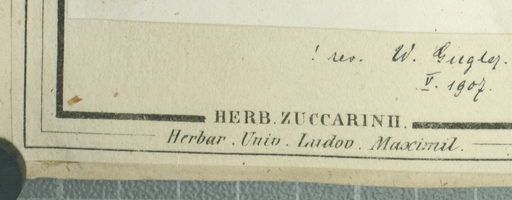 ! rev. W. Gugler.
V. 1907.
HERB. ZUCCARINII.
Herbar. Univ. Ludov. Maximil.